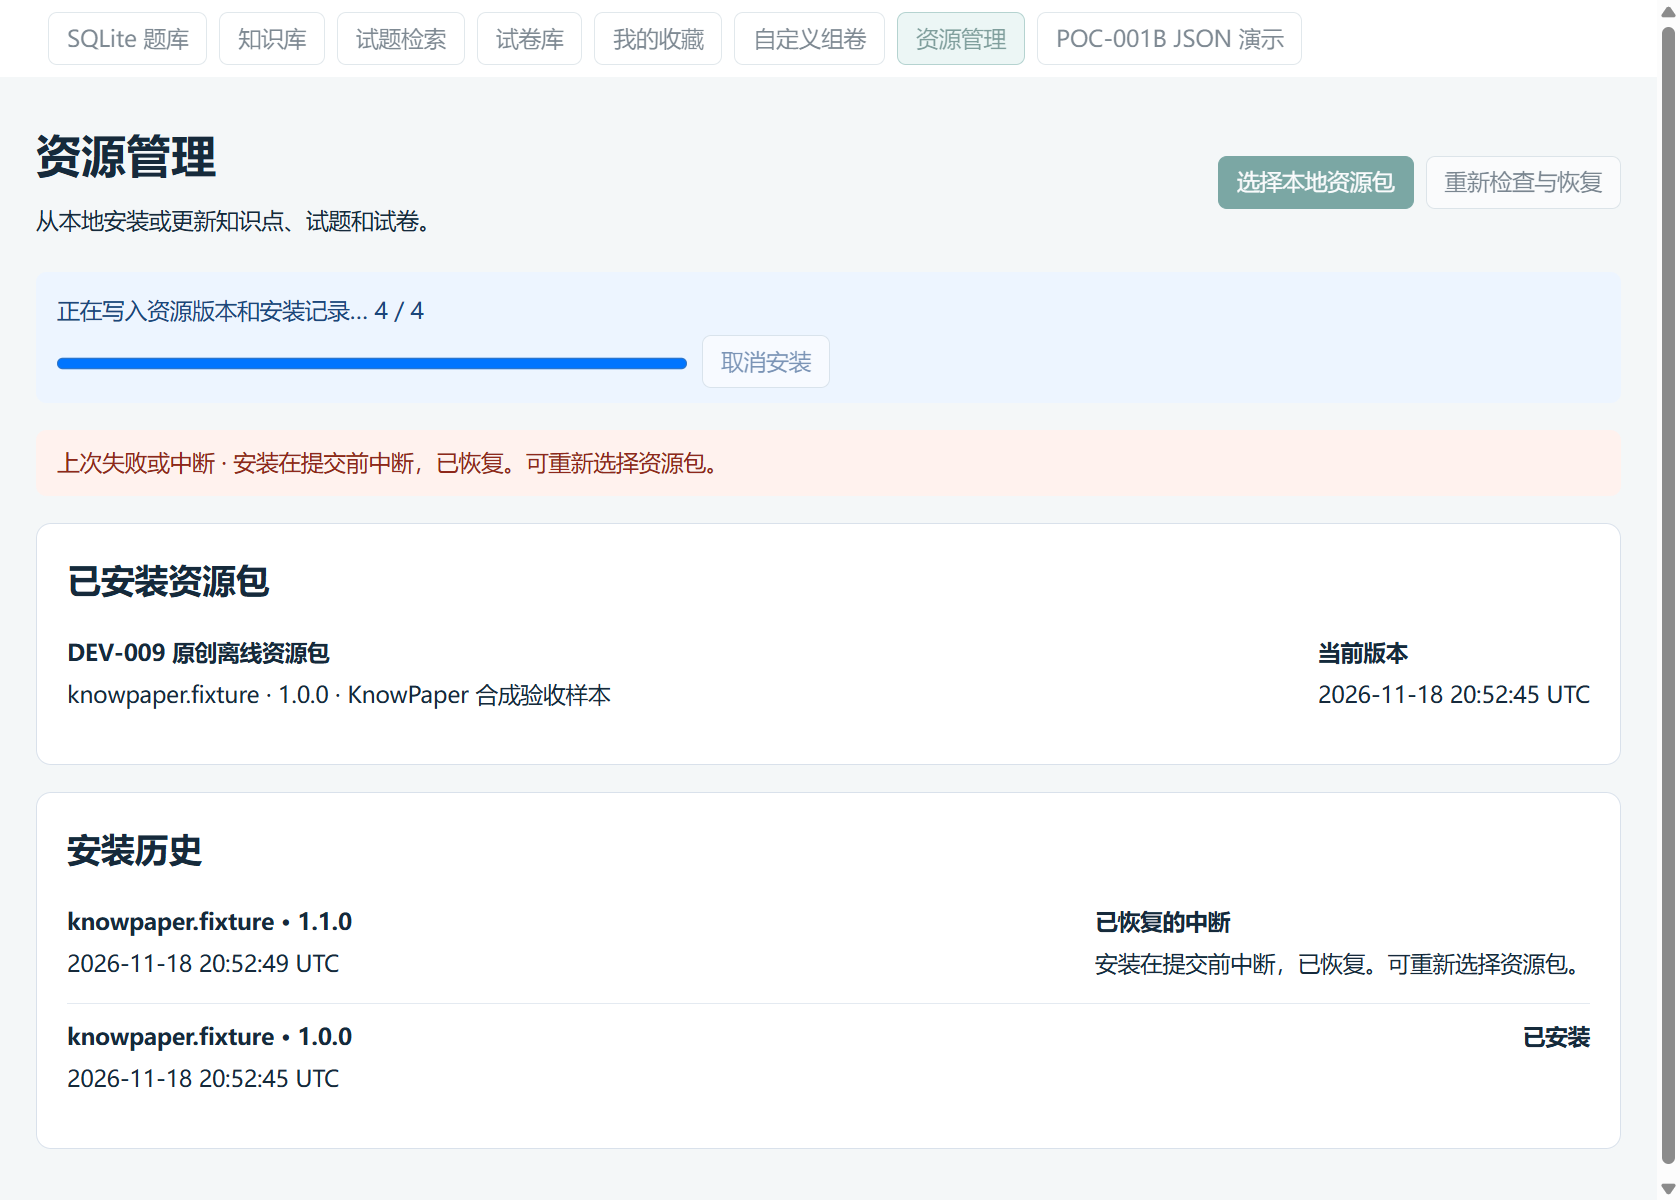 SQLite 题库 知识库 试题检索 试卷库 我的收藏 自定义组卷 资源管理 POC-001B JSON 演示
资源管理
从本地安装或更新知识点、试题和试卷。
选择本地资源包 重新检查与恢复
正在写入资源版本和安装记录... 4 / 4
取消安装
上次失败或中断 · 安装在提交前中断，已恢复。可重新选择资源包。
已安装资源包
DEV-009 原创离线资源包 当前版本
knowpaper.fixture · 1.0.0 · KnowPaper 合成验收样本 2026-11-18 20:52:45 UTC
安装历史
knowpaper.fixture • 1.1.0 已恢复的中断
2026-11-18 20:52:49 UTC 安装在提交前中断，已恢复。可重新选择资源包。
knowpaper.fixture • 1.0.0 已安装
2026-11-18 20:52:45 UTC